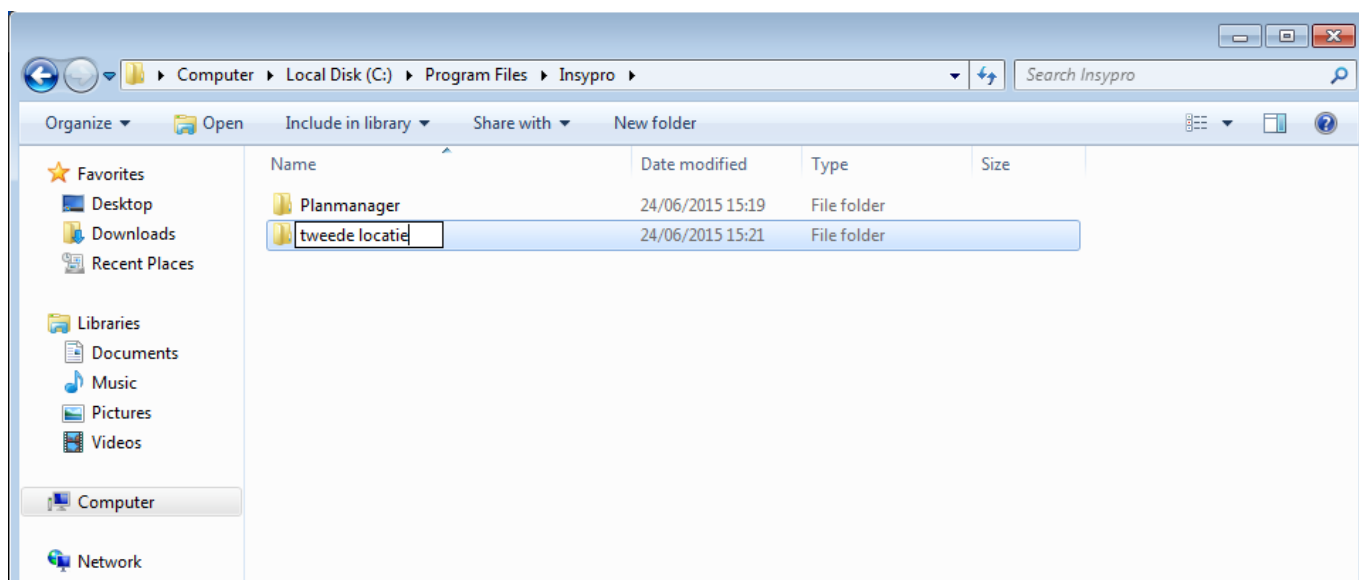 Computer Local Disk (C:) Program Files Insypro Search Insypro
Organize Open Include in library Share with New folder
Name Date modified Type Size
Favorites
Desktop
Downloads
Recent Places
Libraries
Documents
Music
Pictures
Videos
Computer
Network
Planmanager 24/06/2015 15:19 File folder
tweede locatie 24/06/2015 15:21 File folder